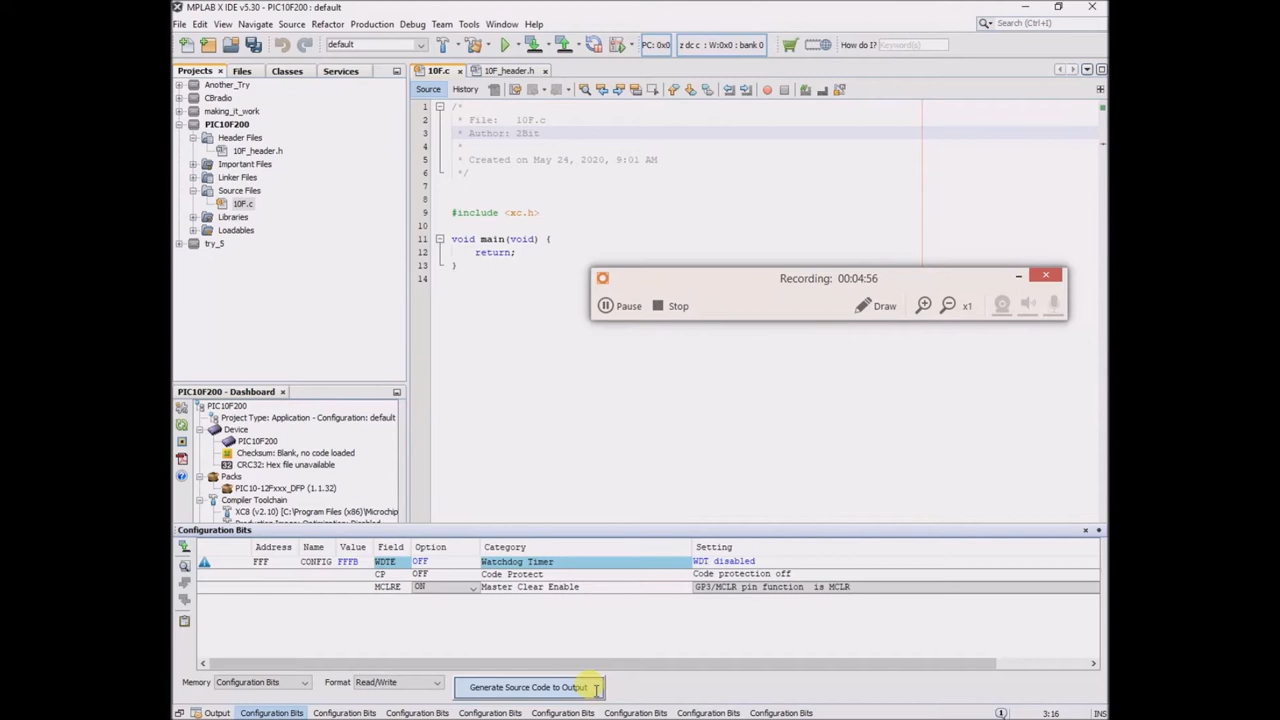 MPLAB X IDE v5.30 - PIC10F200 : default
File Edit View Navigate Source Refactor Production Debug Team Tools Window Help
Search (Ctrl+I)
default
PC: 0x0
z dc c : W:0x0 : bank 0
How do I? Keyword(s)
Projects × Files Classes Services
10F.c × 10F_header.h ×
Source History
Another_Try
CBradio
making_it_work
PIC10F200
Header Files
10F_header.h
Important Files
Linker Files
Source Files
10F.c
Libraries
Loadables
try_5
1 /*
2 * File: 10F.c
3 * Author: 2Bit
4 *
5 * Created on May 24, 2020, 9:01 AM
6 */
7
8
9 #include <xc.h>
10
11 void main(void) {
12 return;
13 }
14
Recording: 00:04:56
Pause Stop Draw x1
PIC10F200 - Dashboard ×
PIC10F200
Project Type: Application - Configuration: default
Device
PIC10F200
Checksum: Blank, no code loaded
CRC32: Hex file unavailable
Packs
PIC10-12Fxxx_DFP (1.1.32)
Compiler Toolchain
XC8 (v2.10) [C:\Program Files (x86)\Microchip
Configuration Bits
Address Name Value Field Option Category Setting
FFF CONFIG FFFB WDTE OFF Watchdog Timer WDT disabled
CP OFF Code Protect Code protection off
MCLRE ON Master Clear Enable GP3/MCLR pin function is MCLR
Memory Configuration Bits Format Read/Write Generate Source Code to Output
Output Configuration Bits Configuration Bits Configuration Bits Configuration Bits Configuration Bits Configuration Bits Configuration Bits Configuration Bits
3:16 INS